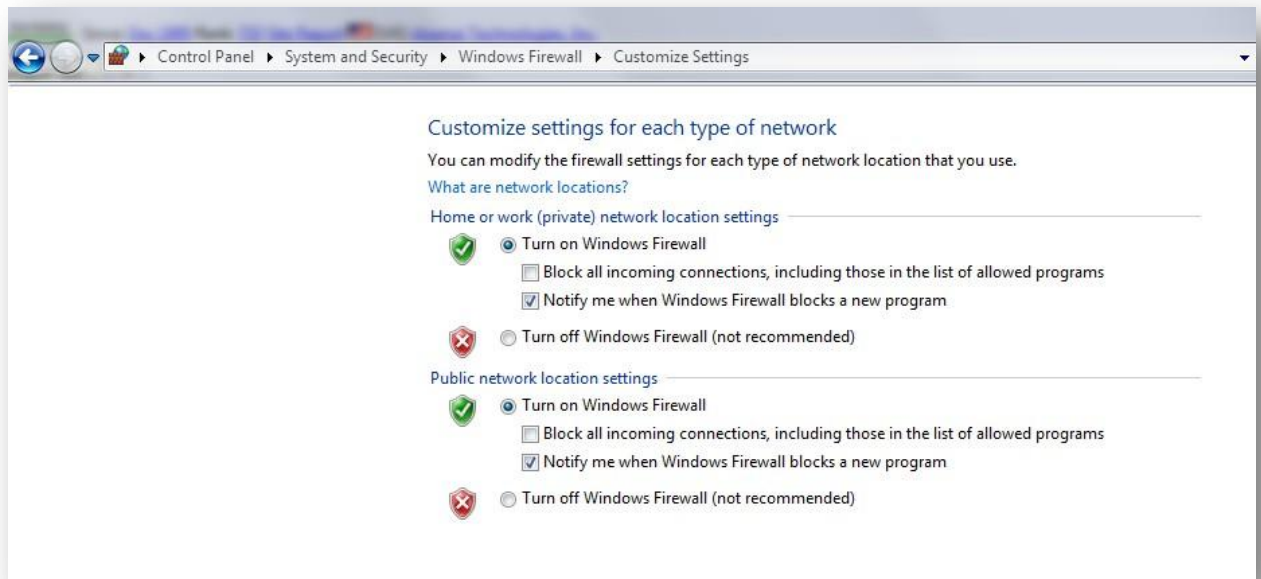 Control Panel ▸ System and Security ▸ Windows Firewall ▸ Customize Settings
Customize settings for each type of network
You can modify the firewall settings for each type of network location that you use.
What are network locations?
Home or work (private) network location settings
Turn on Windows Firewall
Block all incoming connections, including those in the list of allowed programs
Notify me when Windows Firewall blocks a new program
Turn off Windows Firewall (not recommended)
Public network location settings
Turn on Windows Firewall
Block all incoming connections, including those in the list of allowed programs
Notify me when Windows Firewall blocks a new program
Turn off Windows Firewall (not recommended)